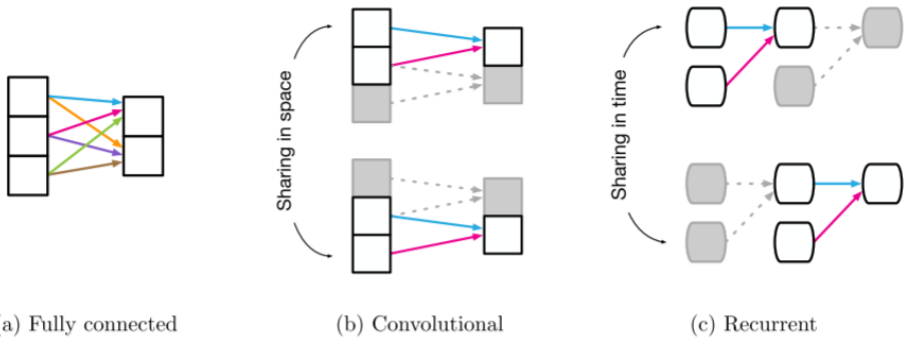 Sharing in space
Sharing in time
a) Fully connected
(b) Convolutional
(c) Recurrent